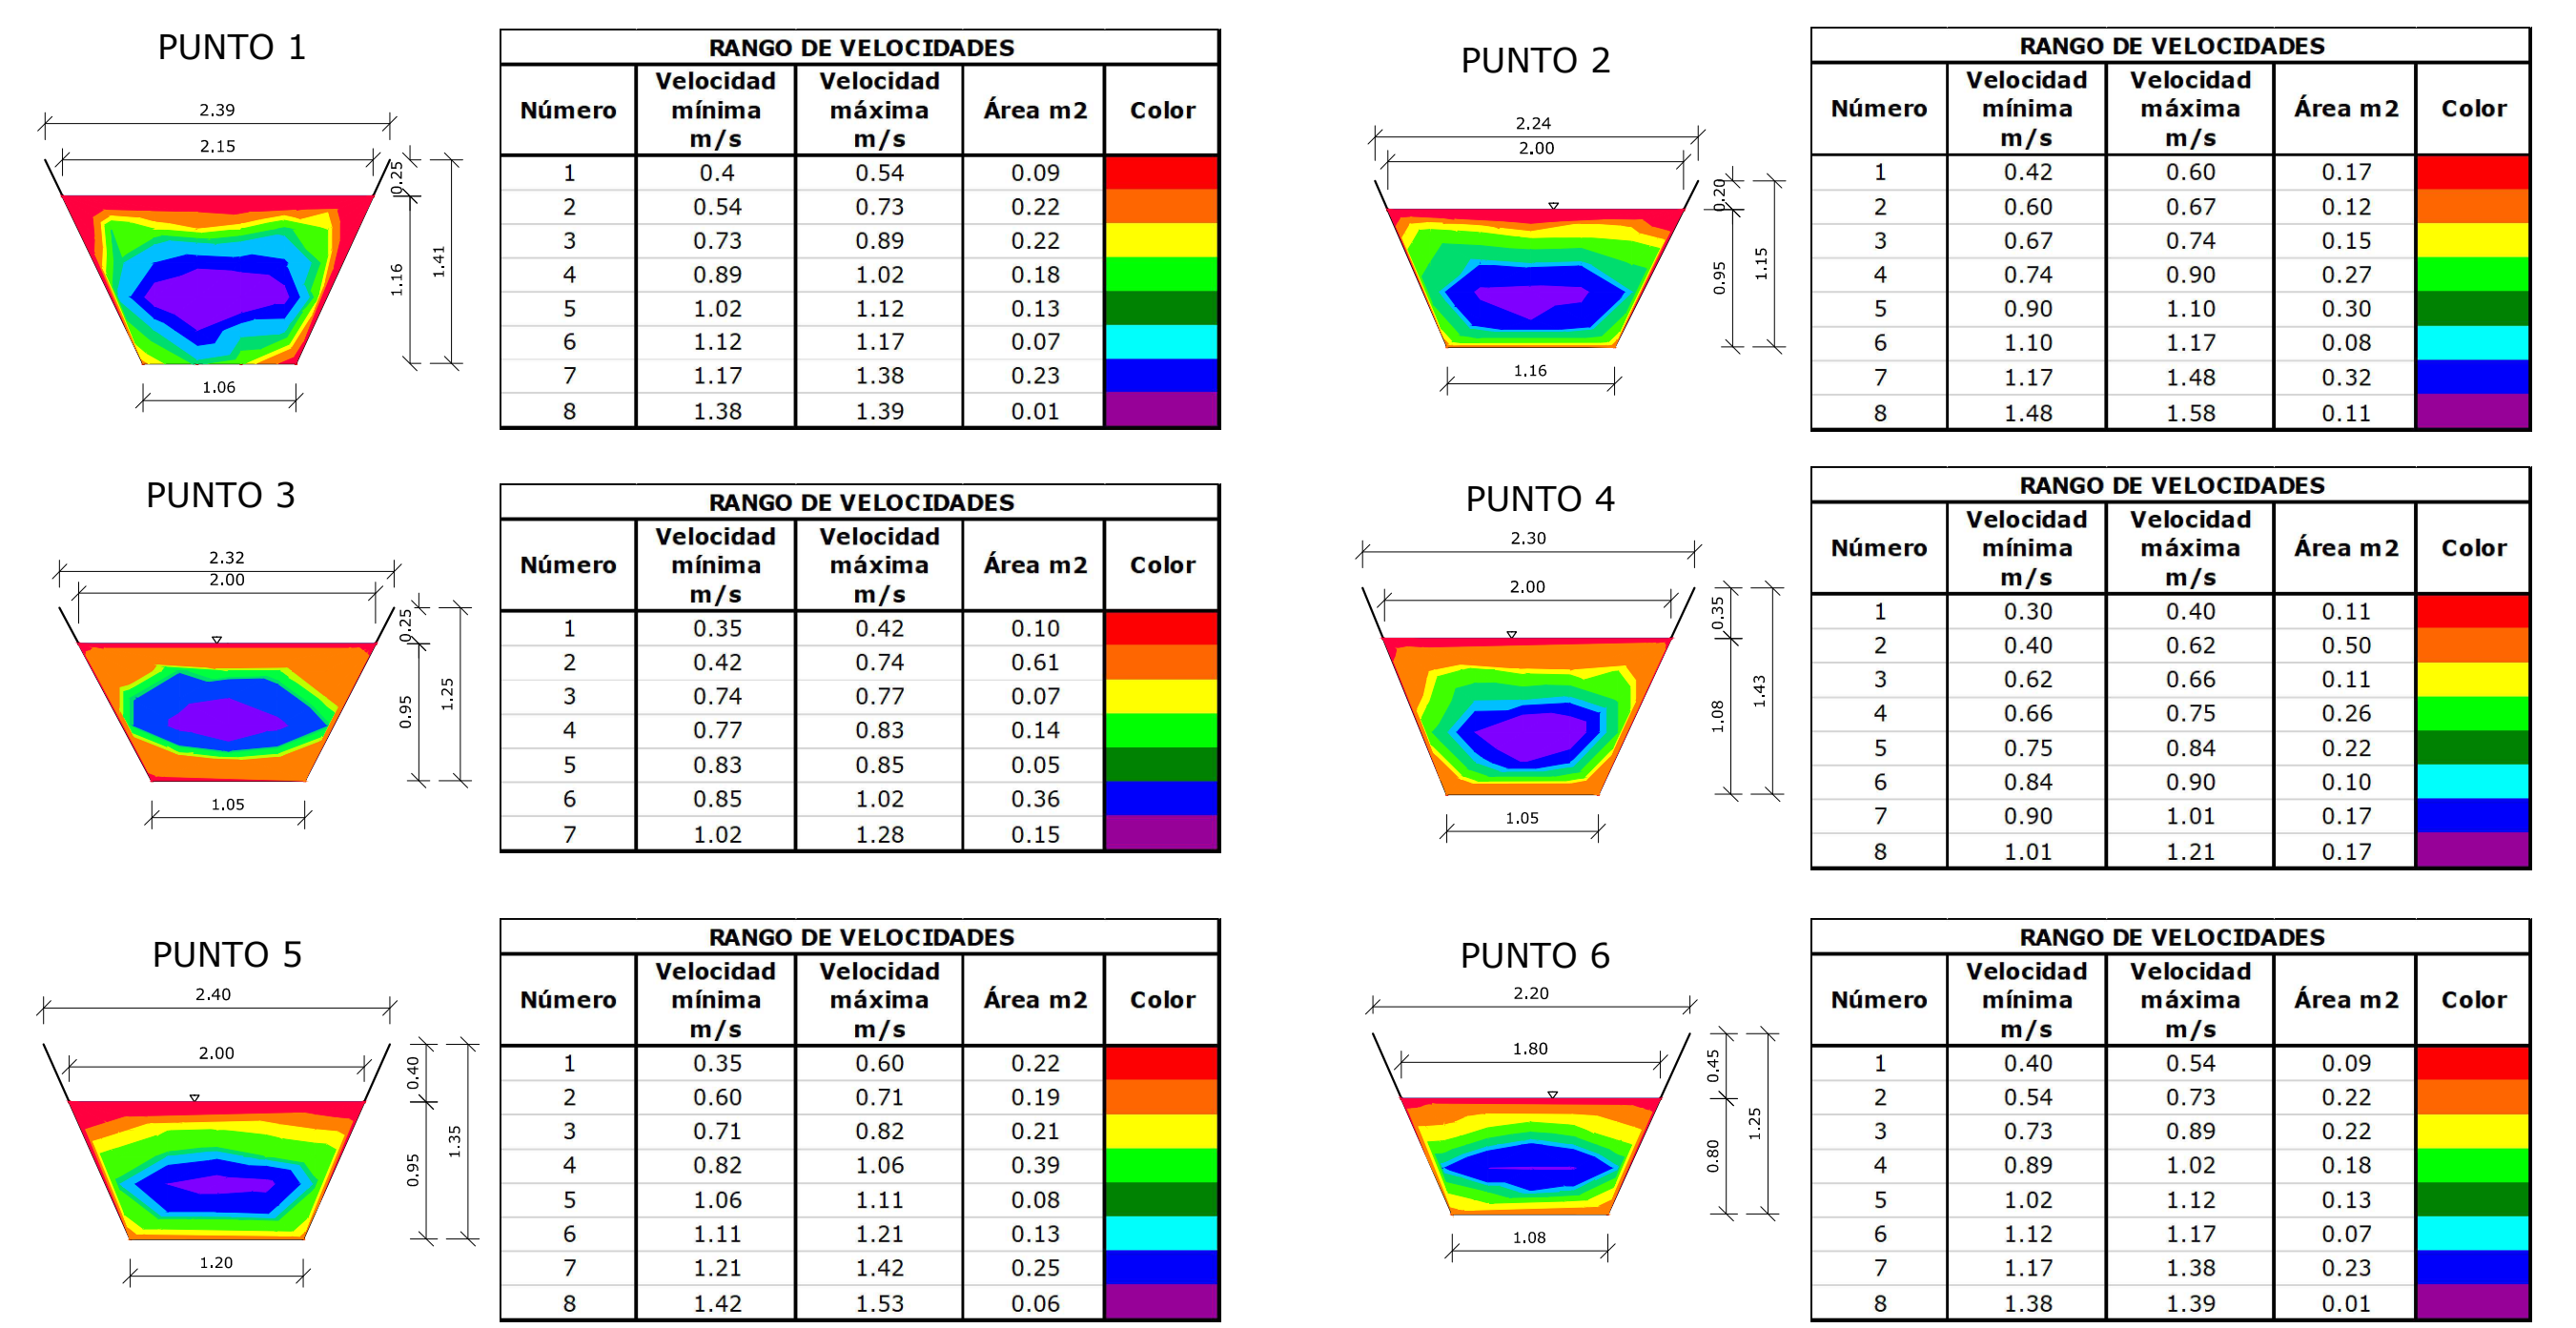 PUNTO 1
2.39
2.15
0.25
1.16
1.41
1.06
RANGO DE VELOCIDADES
Número Velocidad mínima m/s Velocidad máxima m/s Área m2 Color
1 0.4 0.54 0.09
2 0.54 0.73 0.22
3 0.73 0.89 0.22
4 0.89 1.02 0.18
5 1.02 1.12 0.13
6 1.12 1.17 0.07
7 1.17 1.38 0.23
8 1.38 1.39 0.01
PUNTO 2
2.24
2.00
0.20
0.95
1.15
1.16
RANGO DE VELOCIDADES
Número Velocidad mínima m/s Velocidad máxima m/s Área m2 Color
1 0.42 0.60 0.17
2 0.60 0.67 0.12
3 0.67 0.74 0.15
4 0.74 0.90 0.27
5 0.90 1.10 0.30
6 1.10 1.17 0.08
7 1.17 1.48 0.32
8 1.48 1.58 0.11
PUNTO 3
2.32
2.00
0.25
0.95
1.25
1.05
RANGO DE VELOCIDADES
Número Velocidad mínima m/s Velocidad máxima m/s Área m2 Color
1 0.35 0.42 0.10
2 0.42 0.74 0.61
3 0.74 0.77 0.07
4 0.77 0.83 0.14
5 0.83 0.85 0.05
6 0.85 1.02 0.36
7 1.02 1.28 0.15
PUNTO 4
2.30
2.00
0.35
1.08
1.43
1.05
RANGO DE VELOCIDADES
Número Velocidad mínima m/s Velocidad máxima m/s Área m2 Color
1 0.30 0.40 0.11
2 0.40 0.62 0.50
3 0.62 0.66 0.11
4 0.66 0.75 0.26
5 0.75 0.84 0.22
6 0.84 0.90 0.10
7 0.90 1.01 0.17
8 1.01 1.21 0.17
PUNTO 5
2.40
2.00
0.40
0.95
1.35
1.20
RANGO DE VELOCIDADES
Número Velocidad mínima m/s Velocidad máxima m/s Área m2 Color
1 0.35 0.60 0.22
2 0.60 0.71 0.19
3 0.71 0.82 0.21
4 0.82 1.06 0.39
5 1.06 1.11 0.08
6 1.11 1.21 0.13
7 1.21 1.42 0.25
8 1.42 1.53 0.06
PUNTO 6
2.20
1.80
0.45
0.80
1.25
1.08
RANGO DE VELOCIDADES
Número Velocidad mínima m/s Velocidad máxima m/s Área m2 Color
1 0.40 0.54 0.09
2 0.54 0.73 0.22
3 0.73 0.89 0.22
4 0.89 1.02 0.18
5 1.02 1.12 0.13
6 1.12 1.17 0.07
7 1.17 1.38 0.23
8 1.38 1.39 0.01